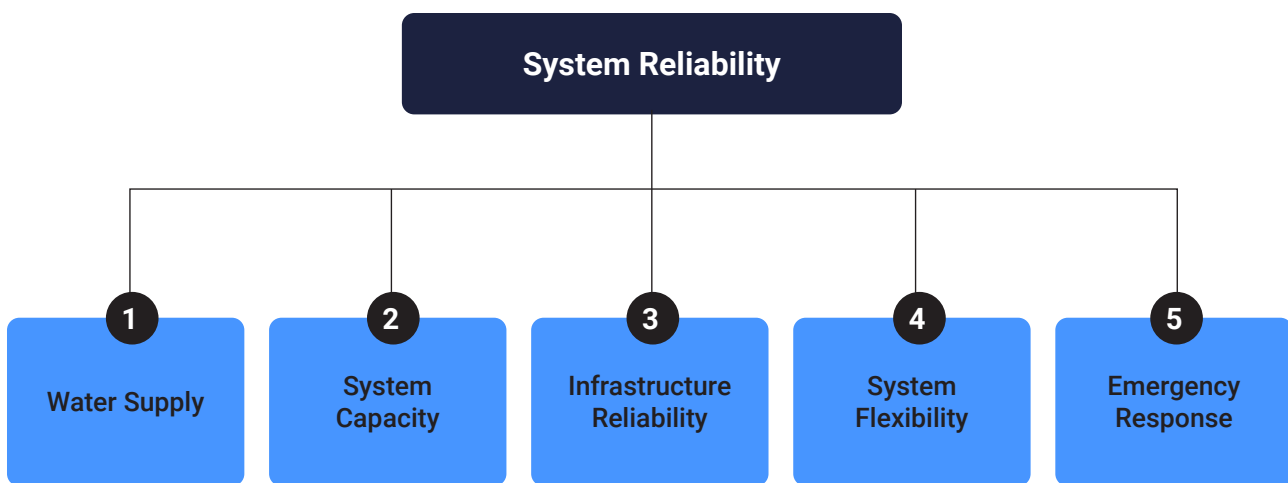 System Reliability
1
2
3
4
5
Water Supply
System
Capacity
Infrastructure
Reliability
System
Flexibility
Emergency
Response